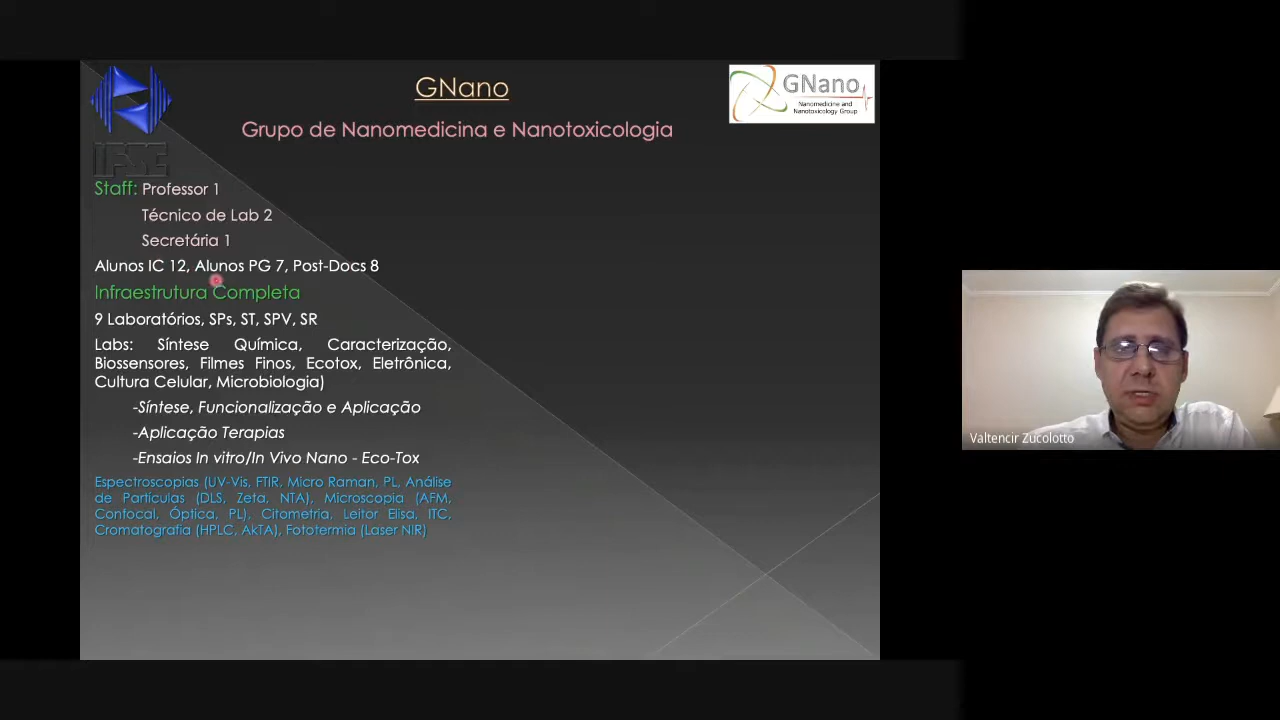 GNano
GNano
Nanomedicine and
Nanotoxicology Group
Grupo de Nanomedicina e Nanotoxicologia
IFSC
Staff: Professor 1
Técnico de Lab 2
Secretária 1
Alunos IC 12, Alunos PG 7, Post-Docs 8
Infraestrutura Completa
9 Laboratórios, SPs, ST, SPV, SR
Labs: Síntese Química, Caracterização,
Biossensores, Filmes Finos, Ecotox, Eletrônica,
Cultura Celular, Microbiologia)
-Síntese, Funcionalização e Aplicação
-Aplicação Terapias
-Ensaios In vitro/In Vivo Nano - Eco-Tox
Espectroscopias (UV-Vis, FTIR, Micro Raman, PL, Análise
de Partículas (DLS, Zeta, NTA), Microscopia (AFM,
Confocal, Óptica, PL), Citometria, Leitor Elisa, ITC,
Cromatografia (HPLC, AkTA), Fototermia (Laser NIR)
Valtencir Zucolotto